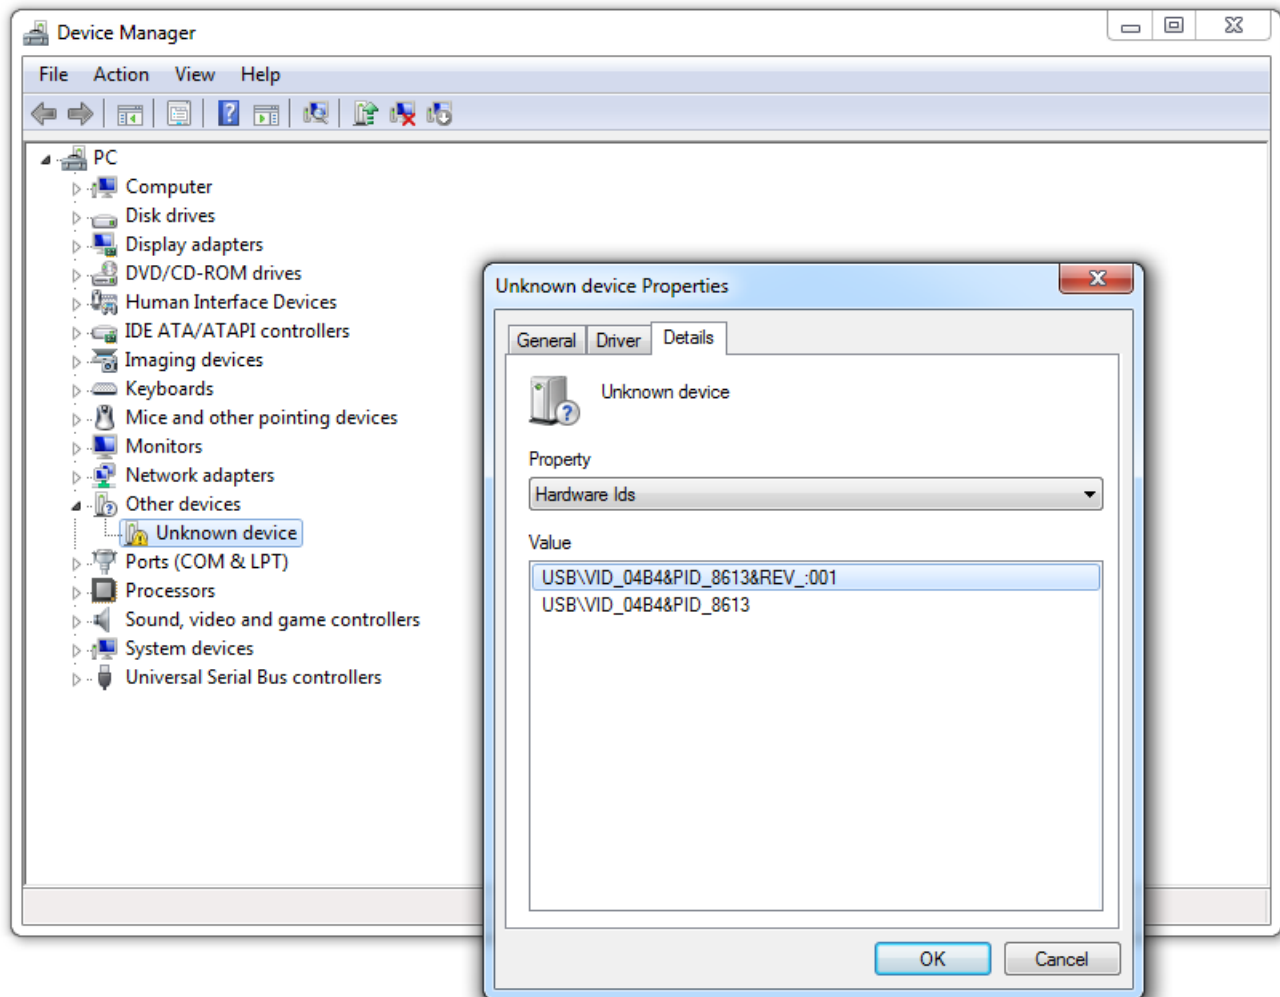 Device Manager
File Action View Help
PC
Computer
Disk drives
Display adapters
DVD/CD-ROM drives
Human Interface Devices
IDE ATA/ATAPI controllers
Imaging devices
Keyboards
Mice and other pointing devices
Monitors
Network adapters
Other devices
Unknown device
Ports (COM & LPT)
Processors
Sound, video and game controllers
System devices
Universal Serial Bus controllers
Unknown device Properties
General Driver Details
Unknown device
Property
Hardware Ids
Value
USB\VID_04B4&PID_8613&REV_:001
USB\VID_04B4&PID_8613
OK Cancel